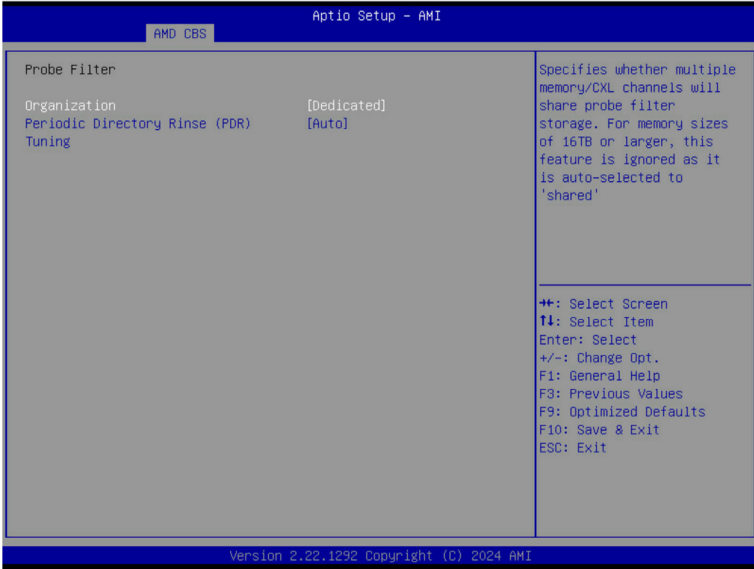 Aptio Setup – AMI
AMD CBS
Probe Filter
Organization [Dedicated]
Periodic Directory Rinse (PDR) [Auto]
Tuning
Specifies whether multiple
memory/CXL channels will
share probe filter
storage. For memory sizes
of 16TB or larger, this
feature is ignored as it
is auto-selected to
'shared'
→←: Select Screen
↑↓: Select Item
Enter: Select
+/-: Change Opt.
F1: General Help
F3: Previous Values
F9: Optimized Defaults
F10: Save & Exit
ESC: Exit
Version 2.22.1292 Copyright (C) 2024 AMI